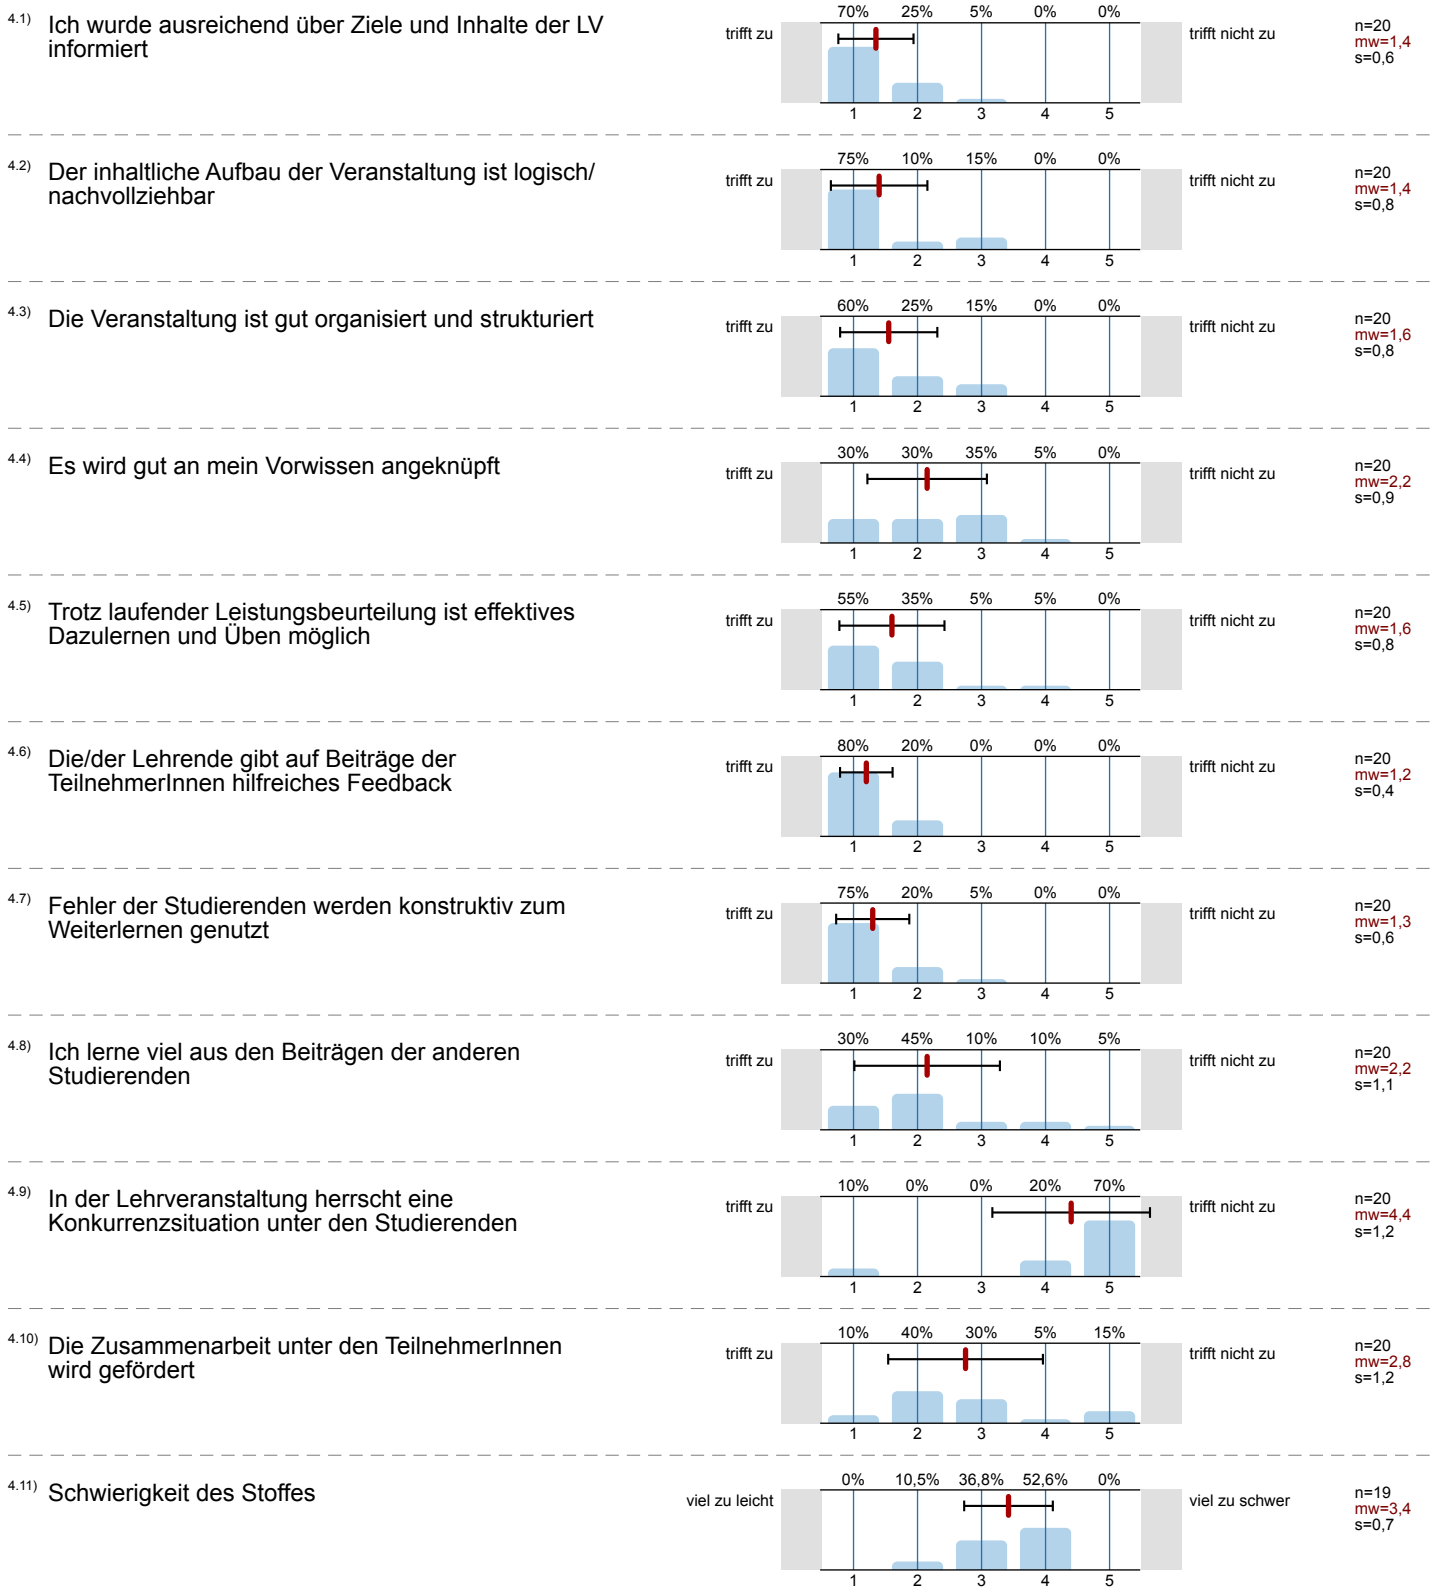 4.1) Ich wurde ausreichend über Ziele und Inhalte der LV
informiert
70% 25% 5% 0% 0%
trifft zu trifft nicht zu
n=20
mw=1,4
s=0,6
1 2 3 4 5
4.2) Der inhaltliche Aufbau der Veranstaltung ist logisch/
nachvollziehbar
75% 10% 15% 0% 0%
trifft zu trifft nicht zu
n=20
mw=1,4
s=0,8
1 2 3 4 5
4.3) Die Veranstaltung ist gut organisiert und strukturiert
60% 25% 15% 0% 0%
trifft zu trifft nicht zu
n=20
mw=1,6
s=0,8
1 2 3 4 5
4.4) Es wird gut an mein Vorwissen angeknüpft
30% 30% 35% 5% 0%
trifft zu trifft nicht zu
n=20
mw=2,2
s=0,9
1 2 3 4 5
4.5) Trotz laufender Leistungsbeurteilung ist effektives
Dazulernen und Üben möglich
55% 35% 5% 5% 0%
trifft zu trifft nicht zu
n=20
mw=1,6
s=0,8
1 2 3 4 5
4.6) Die/der Lehrende gibt auf Beiträge der
TeilnehmerInnen hilfreiches Feedback
80% 20% 0% 0% 0%
trifft zu trifft nicht zu
n=20
mw=1,2
s=0,4
1 2 3 4 5
4.7) Fehler der Studierenden werden konstruktiv zum
Weiterlernen genutzt
75% 20% 5% 0% 0%
trifft zu trifft nicht zu
n=20
mw=1,3
s=0,6
1 2 3 4 5
4.8) Ich lerne viel aus den Beiträgen der anderen
Studierenden
30% 45% 10% 10% 5%
trifft zu trifft nicht zu
n=20
mw=2,2
s=1,1
1 2 3 4 5
4.9) In der Lehrveranstaltung herrscht eine
Konkurrenzsituation unter den Studierenden
10% 0% 0% 20% 70%
trifft zu trifft nicht zu
n=20
mw=4,4
s=1,2
1 2 3 4 5
4.10) Die Zusammenarbeit unter den TeilnehmerInnen
wird gefördert
10% 40% 30% 5% 15%
trifft zu trifft nicht zu
n=20
mw=2,8
s=1,2
1 2 3 4 5
4.11) Schwierigkeit des Stoffes
0% 10,5% 36,8% 52,6% 0%
viel zu leicht viel zu schwer
n=19
mw=3,4
s=0,7
1 2 3 4 5